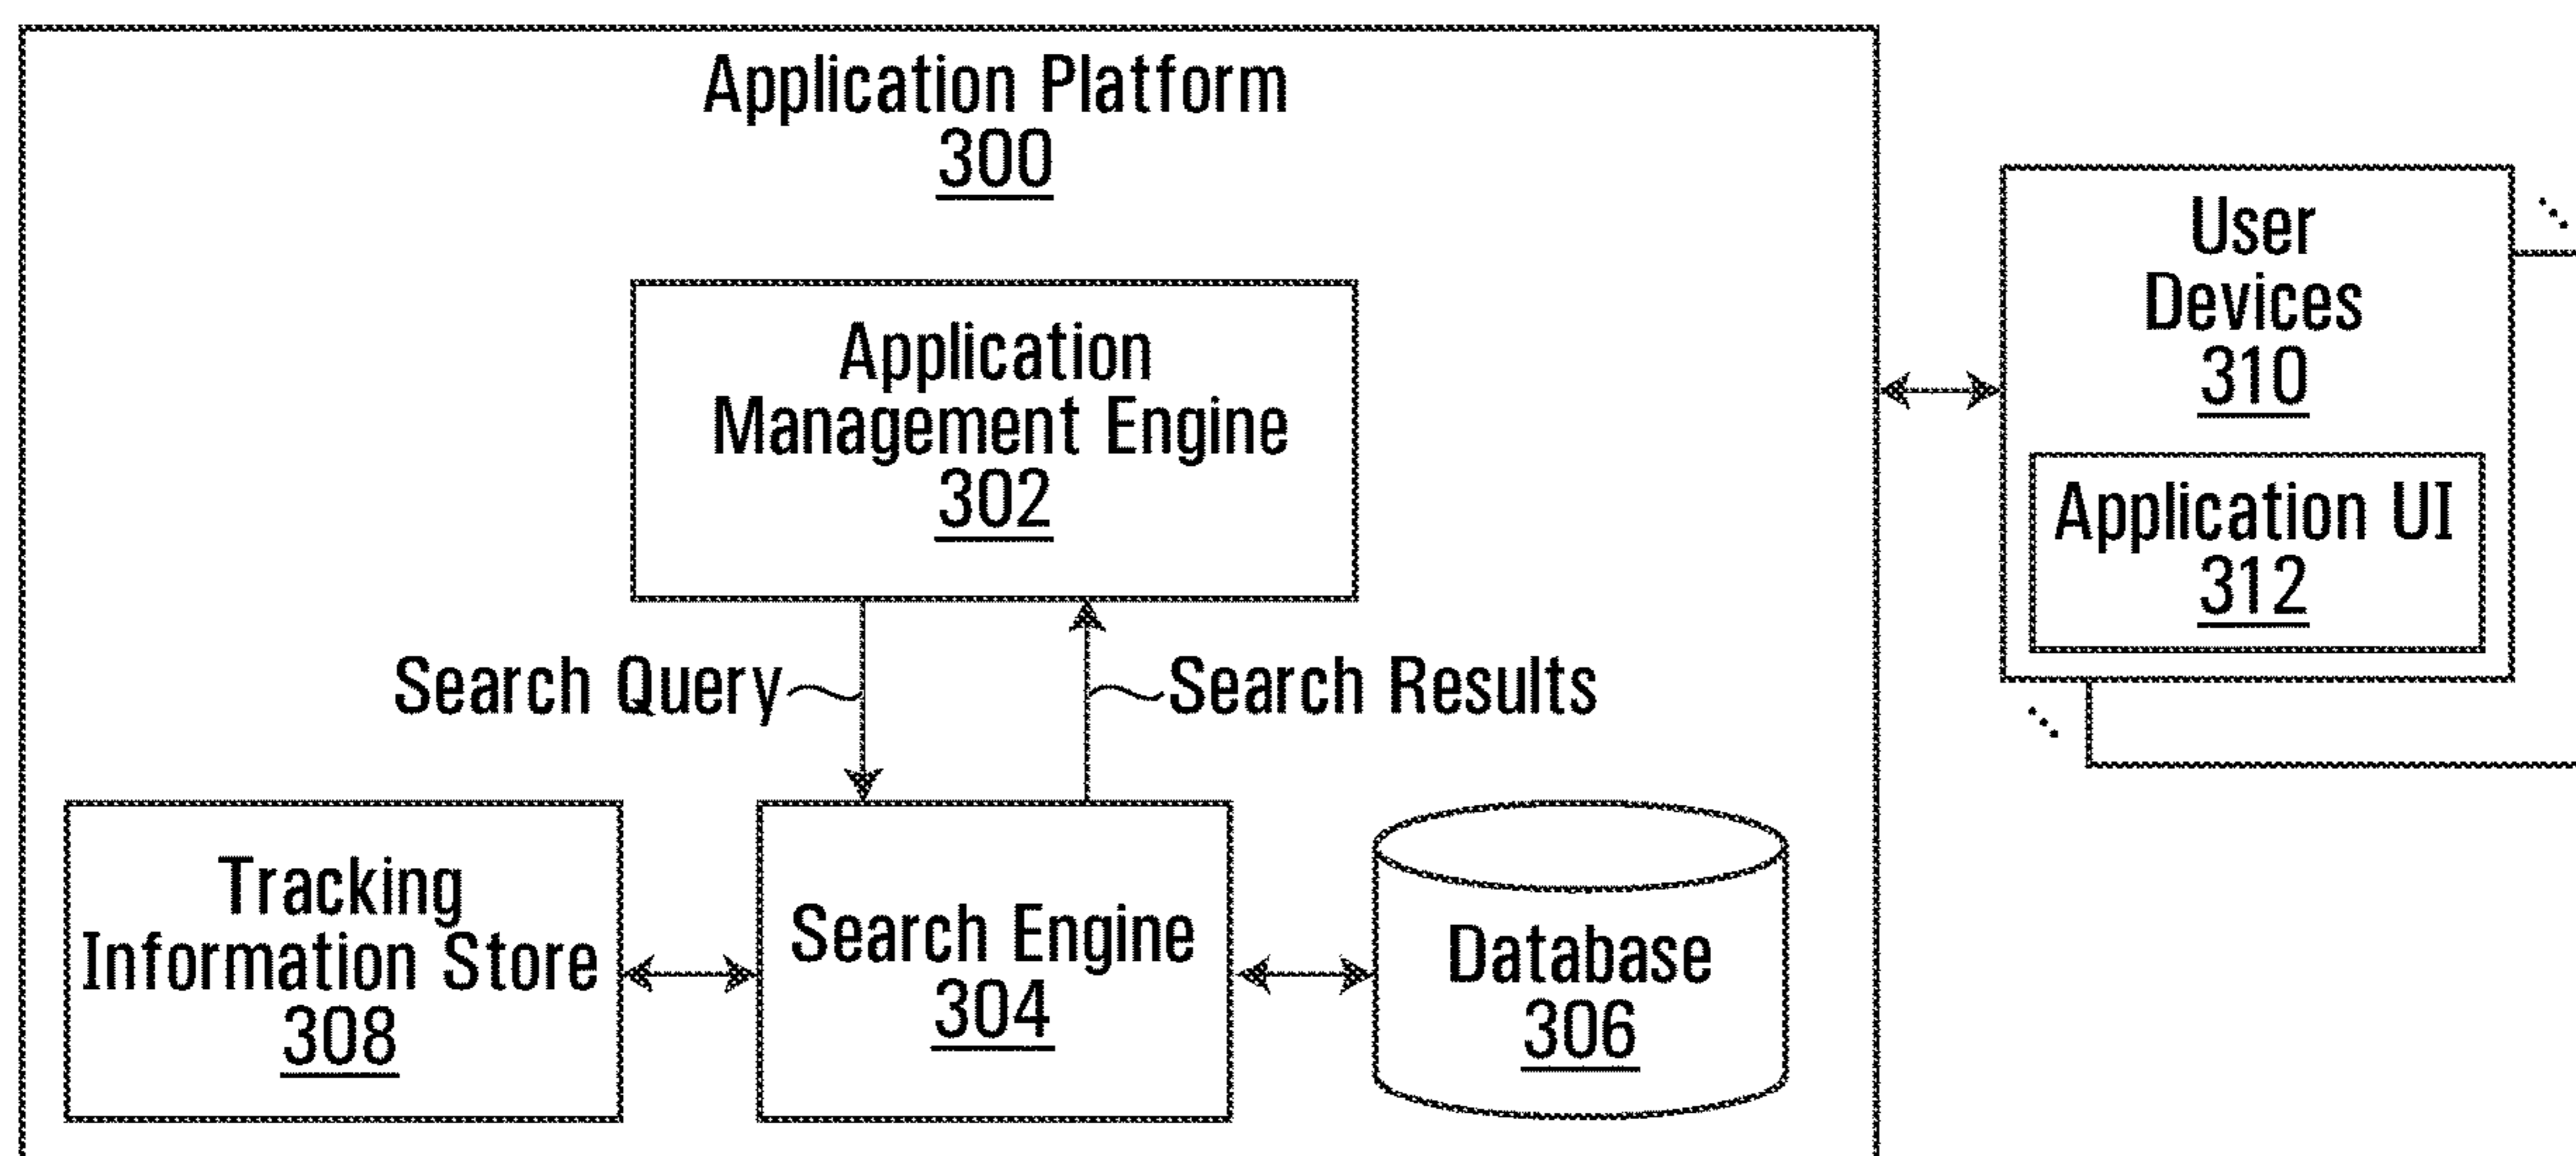 Application Platform
300
Application
Management Engine
302
Search Query
Search Results
Tracking
Information Store
308
Search Engine
304
Database
306
User
Devices
310
Application UI
312